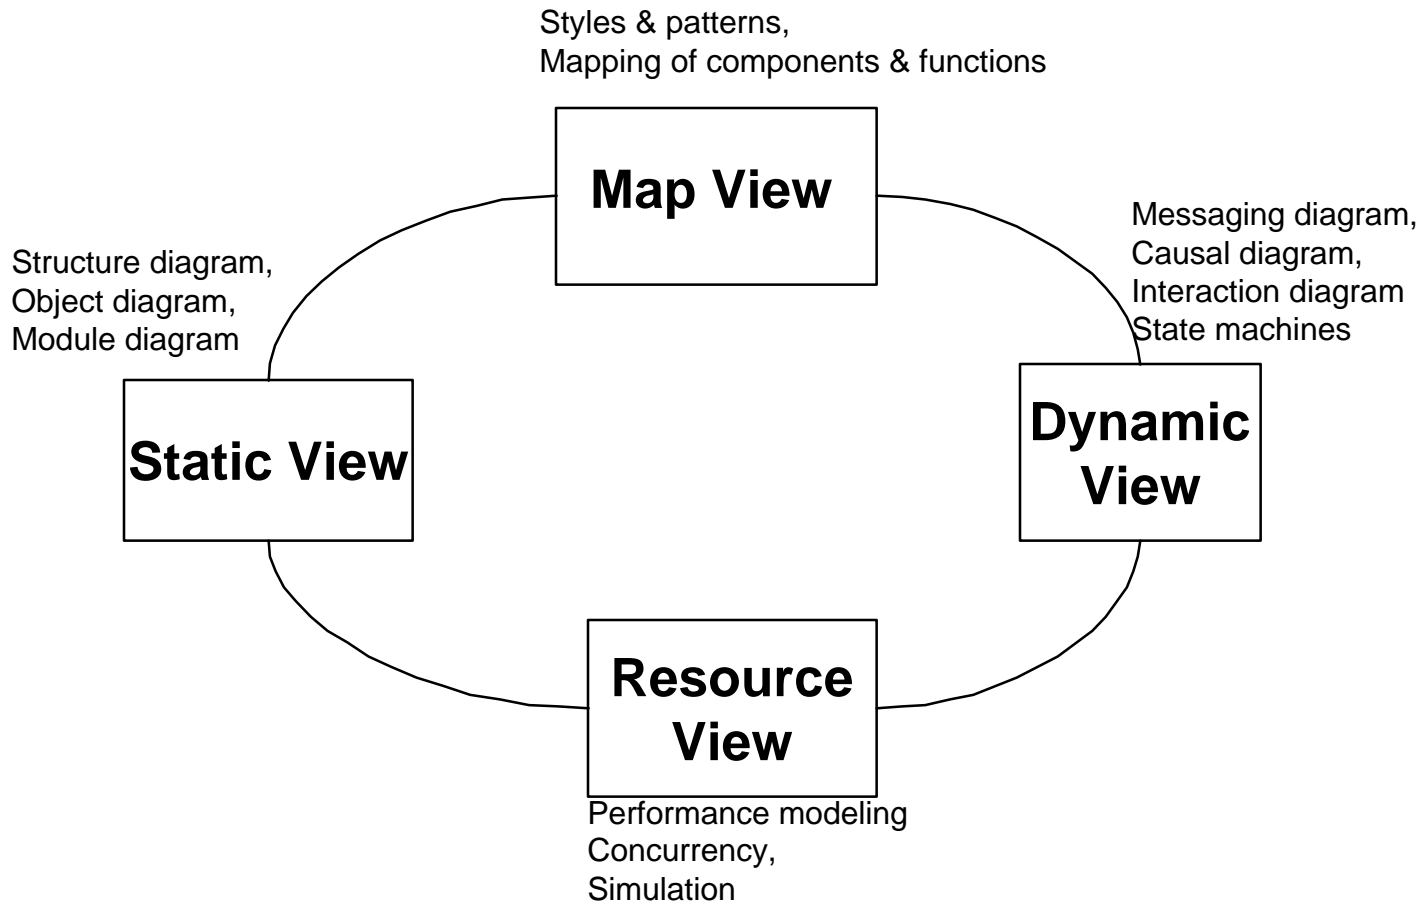 Styles & patterns,
Mapping of components & functions
Map View
Messaging diagram,
Causal diagram,
Interaction diagram
State machines
Structure diagram,
Object diagram,
Module diagram
Static View
Dynamic
View
Resource
View
Performance modeling
Concurrency,
Simulation